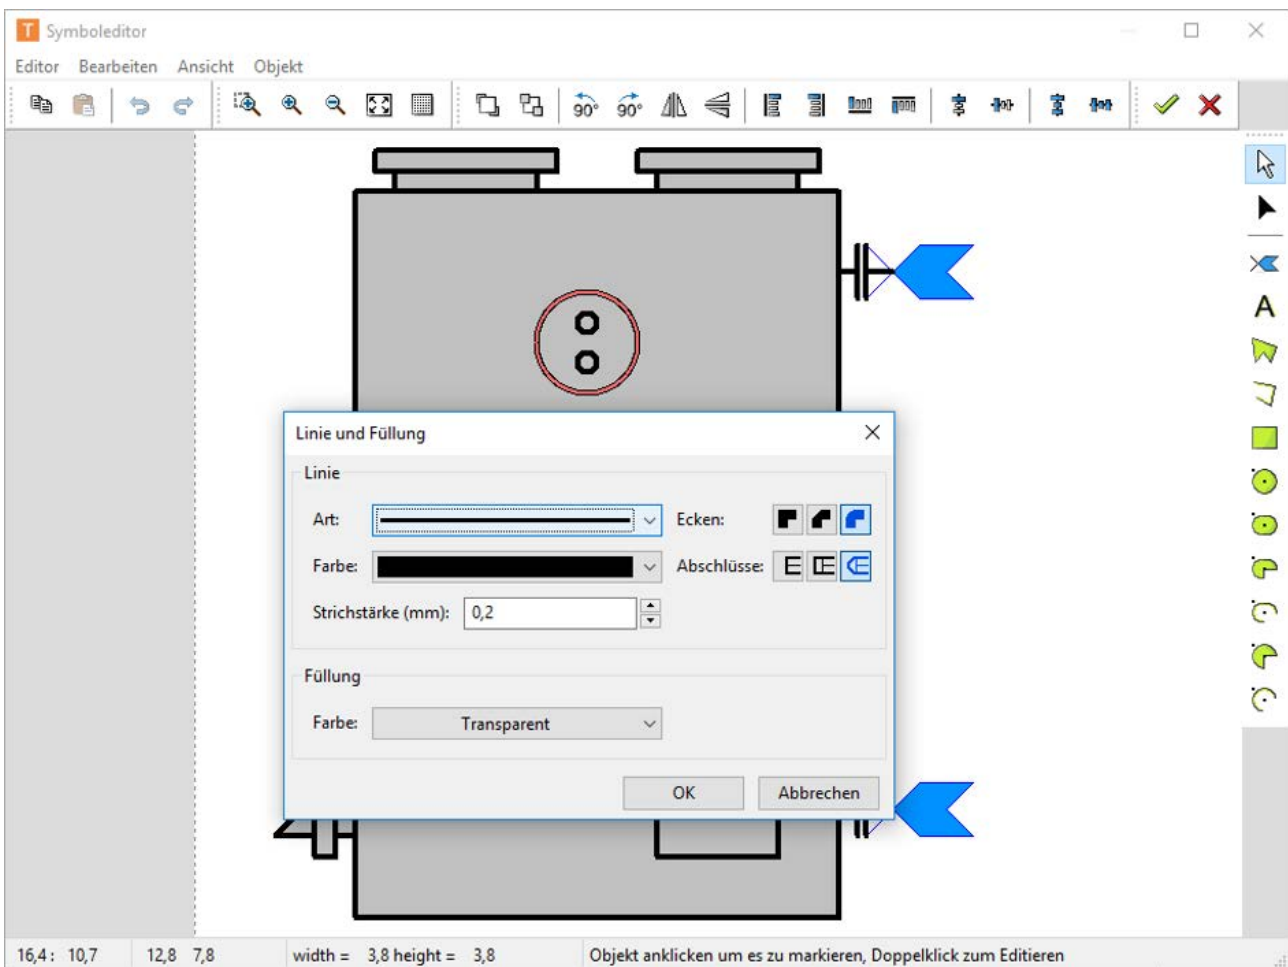 T Symboleditor
Editor Bearbeiten Ansicht Objekt
90° 90°
A
Linie und Füllung
Linie
Art: Ecken:
Farbe: Abschlüsse:
Strichstärke (mm): 0,2
Füllung
Farbe: Transparent
OK Abbrechen
16,4 : 10,7 12,8 7,8 width = 3,8 height = 3,8 Objekt anklicken um es zu markieren, Doppelklick zum Editieren